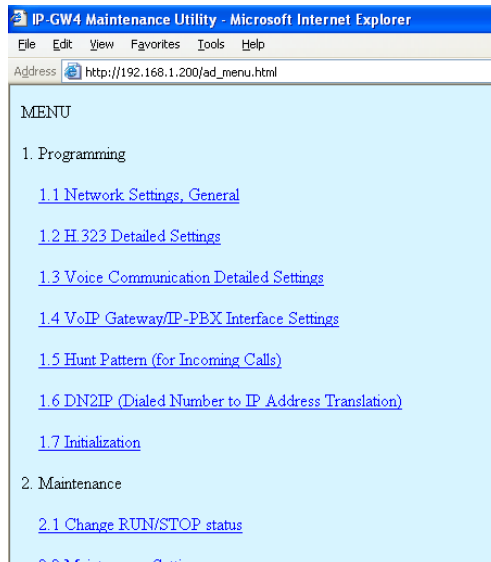 IP-GW4 Maintenance Utility - Microsoft Internet Explorer
File Edit View Favorites Tools Help
Address http://192.168.1.200/ad_menu.html
MENU
1. Programming
1.1 Network Settings, General
1.2 H.323 Detailed Settings
1.3 Voice Communication Detailed Settings
1.4 VoIP Gateway/IP-PBX Interface Settings
1.5 Hunt Pattern (for Incoming Calls)
1.6 DN2IP (Dialed Number to IP Address Translation)
1.7 Initialization
2. Maintenance
2.1 Change RUN/STOP status